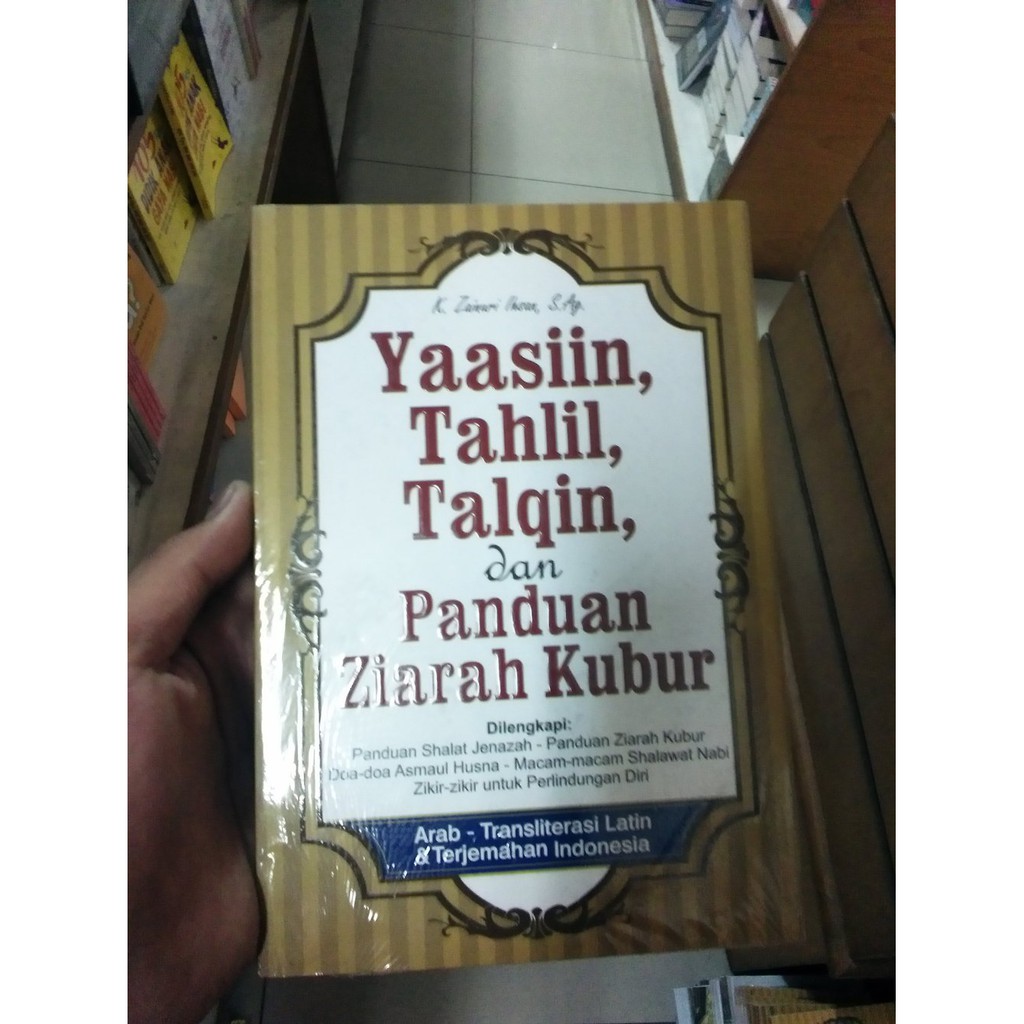 K. Zainuri Ihsan, S.Ag.
Yaasiin,
Tahlil,
Talqin,
dan
Panduan
Ziarah Kubur
Dilengkapi:
Panduan Shalat Jenazah - Panduan Ziarah Kubur
Doa-doa Asmaul Husna - Macam-macam Shalawat Nabi
Zikir-zikir untuk Perlindungan Diri
Arab - Transliterasi Latin
& Terjemahan Indonesia